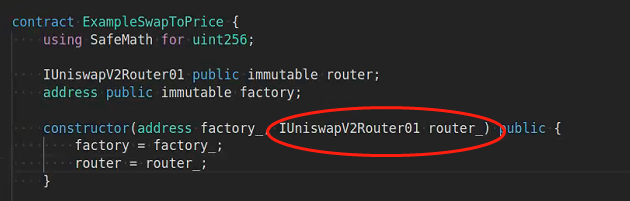 contract ExampleSwapToPrice {
using SafeMath for uint256;
IUniswapV2Router01 public immutable router;
address public immutable factory;
constructor(address factory_, IUniswapV2Router01 router_) public {
factory = factory_;
router = router_;
}